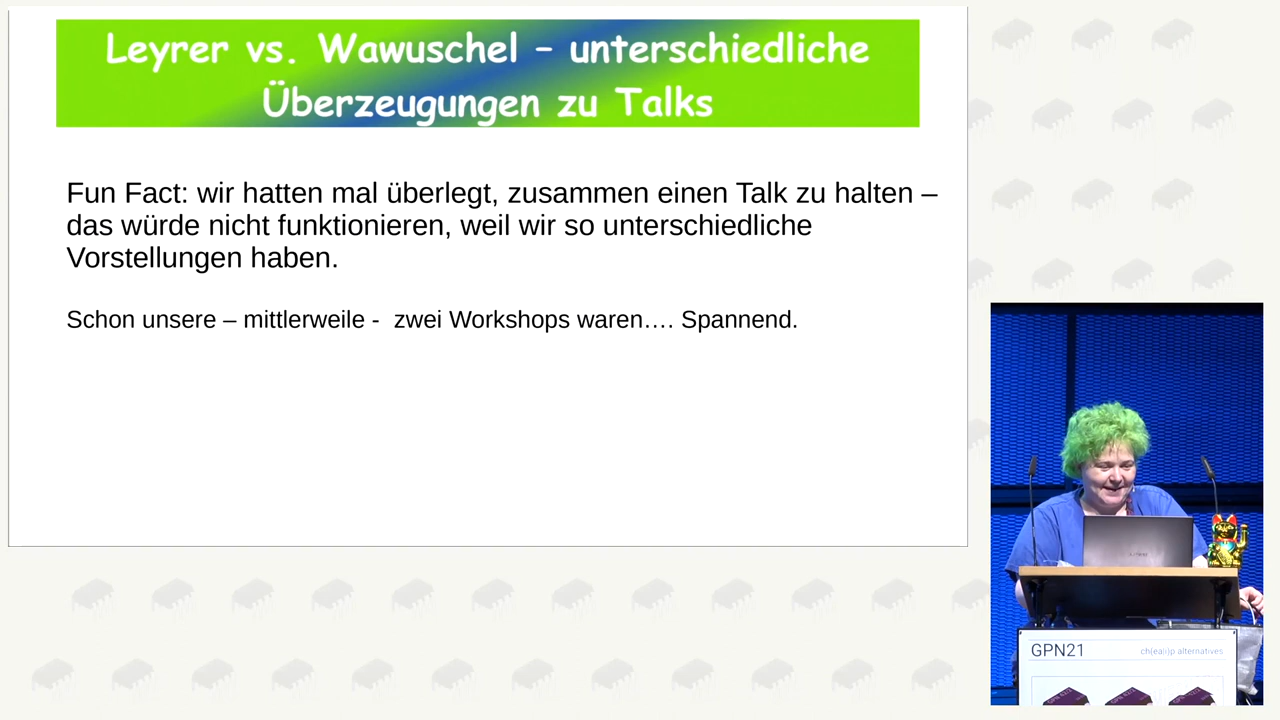 Leyrer vs. Wawuschel – unterschiedliche
Überzeugungen zu Talks
Fun Fact: wir hatten mal überlegt, zusammen einen Talk zu halten –
das würde nicht funktionieren, weil wir so unterschiedliche
Vorstellungen haben.
Schon unsere – mittlerweile -  zwei Workshops waren…. Spannend.
GPN21
ch(ea)i)p alternatives